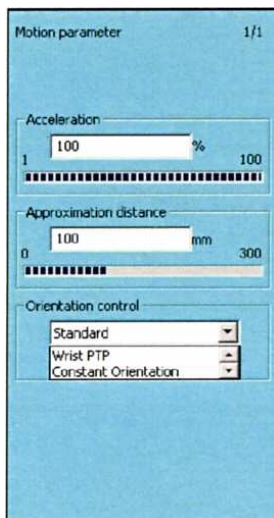 Motion parameter 1/1
Acceleration
100 %
1 100
Approximation distance
100 mm
0 300
Orientation control
Standard
Wrist PTP
Constant Orientation